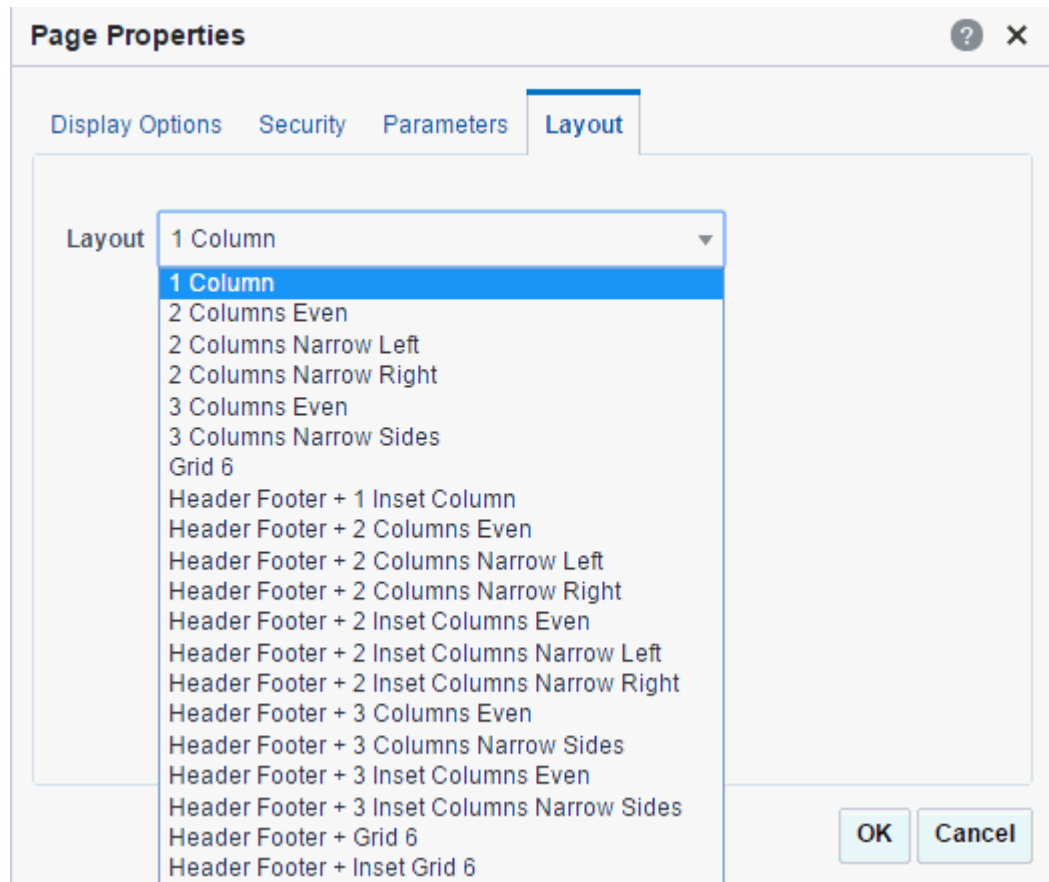 Page Properties ? ×
Display Options Security Parameters Layout
Layout 1 Column
1 Column
2 Columns Even
2 Columns Narrow Left
2 Columns Narrow Right
3 Columns Even
3 Columns Narrow Sides
Grid 6
Header Footer + 1 Inset Column
Header Footer + 2 Columns Even
Header Footer + 2 Columns Narrow Left
Header Footer + 2 Columns Narrow Right
Header Footer + 2 Inset Columns Even
Header Footer + 2 Inset Columns Narrow Left
Header Footer + 2 Inset Columns Narrow Right
Header Footer + 3 Columns Even
Header Footer + 3 Columns Narrow Sides
Header Footer + 3 Inset Columns Even
Header Footer + 3 Inset Columns Narrow Sides
Header Footer + Grid 6
Header Footer + Inset Grid 6
OK Cancel